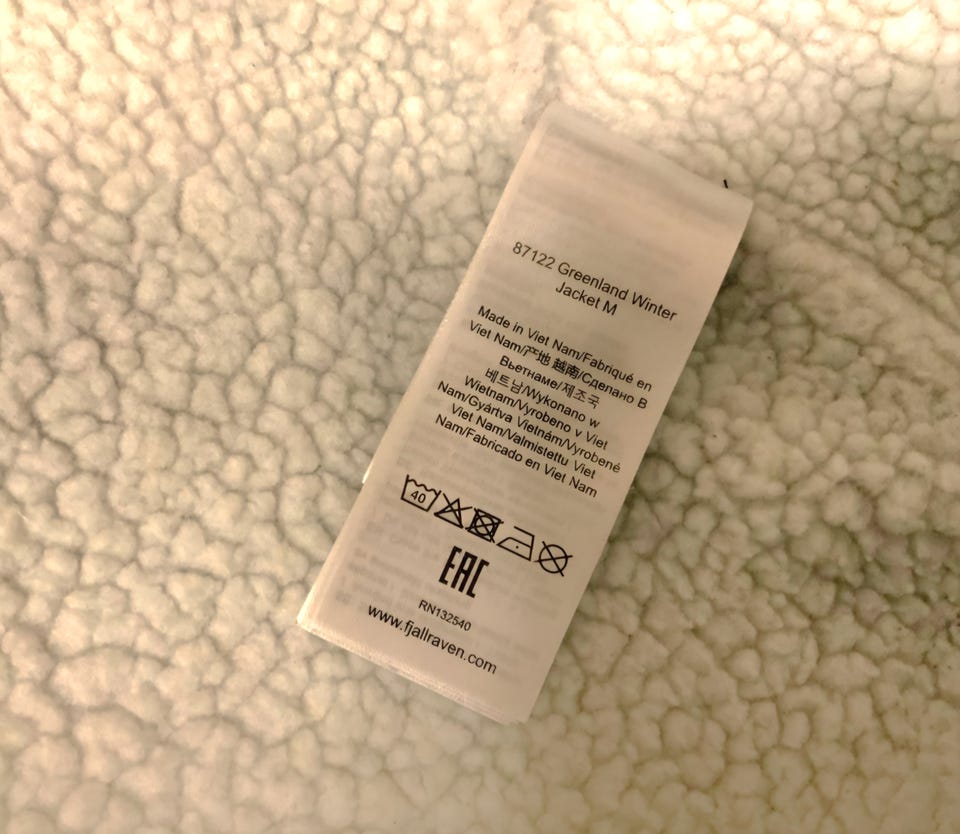 87122 Greenland Winter
Jacket M
Made in Viet Nam/Fabriqué en
Viet Nam/产地 越南/Сделано В
Вьетнаме/제조국
베트남/Wykonano w
Wietnam/Vyrobeno v Viet
Nam/Gyártva Vietnám/Vyrobené
Viet Nam/Valmistettu Viet
Nam/Fabricado en Viet Nam
40
EAC
RN132540
www.fjallraven.com